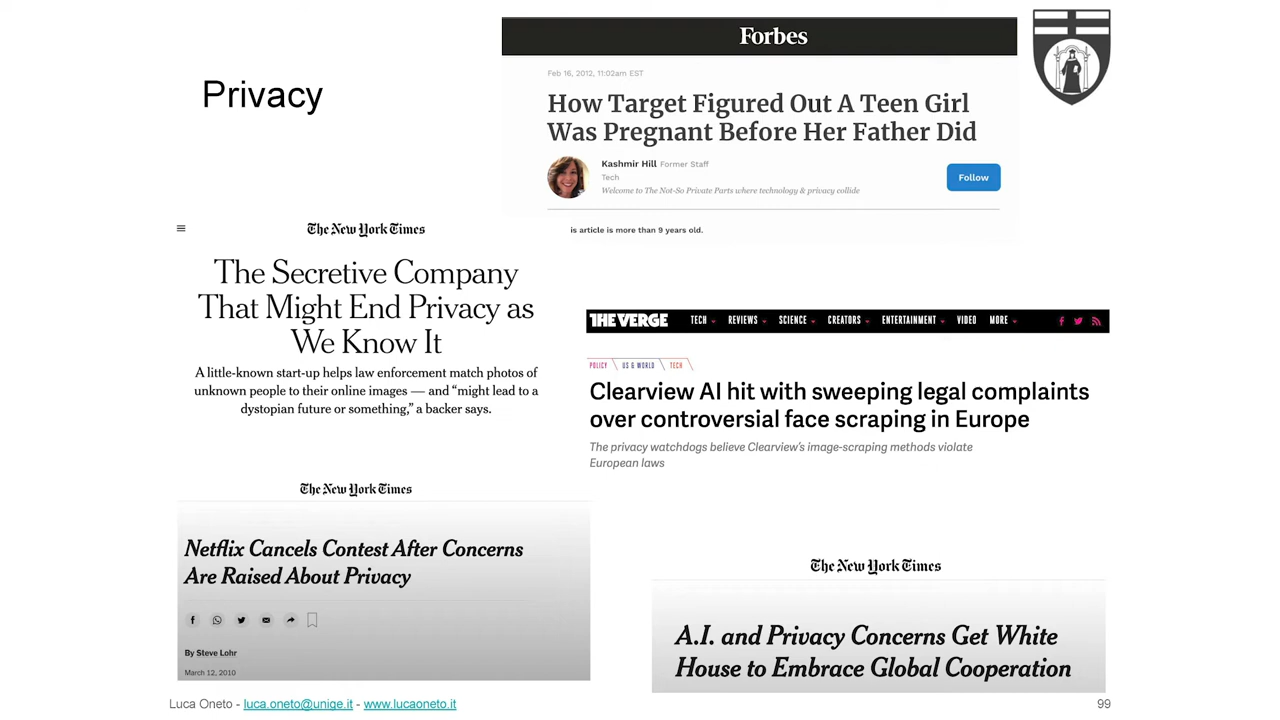 Privacy
Forbes
Feb 16, 2012, 11:02am EST
How Target Figured Out A Teen Girl
Was Pregnant Before Her Father Did
Kashmir Hill Former Staff
Tech
Welcome to The Not-So Private Parts where technology & privacy collide
Follow
is article is more than 9 years old.
The New York Times
The Secretive Company
That Might End Privacy as
We Know It
A little-known start-up helps law enforcement match photos of
unknown people to their online images — and “might lead to a
dystopian future or something,” a backer says.
THE VERGE TECH REVIEWS SCIENCE CREATORS ENTERTAINMENT VIDEO MORE
POLICY US & WORLD TECH
Clearview AI hit with sweeping legal complaints
over controversial face scraping in Europe
The privacy watchdogs believe Clearview’s image-scraping methods violate
European laws
The New York Times
Netflix Cancels Contest After Concerns
Are Raised About Privacy
By Steve Lohr
March 12, 2010
The New York Times
A.I. and Privacy Concerns Get White
House to Embrace Global Cooperation
Luca Oneto - luca.oneto@unige.it - www.lucaoneto.it
99